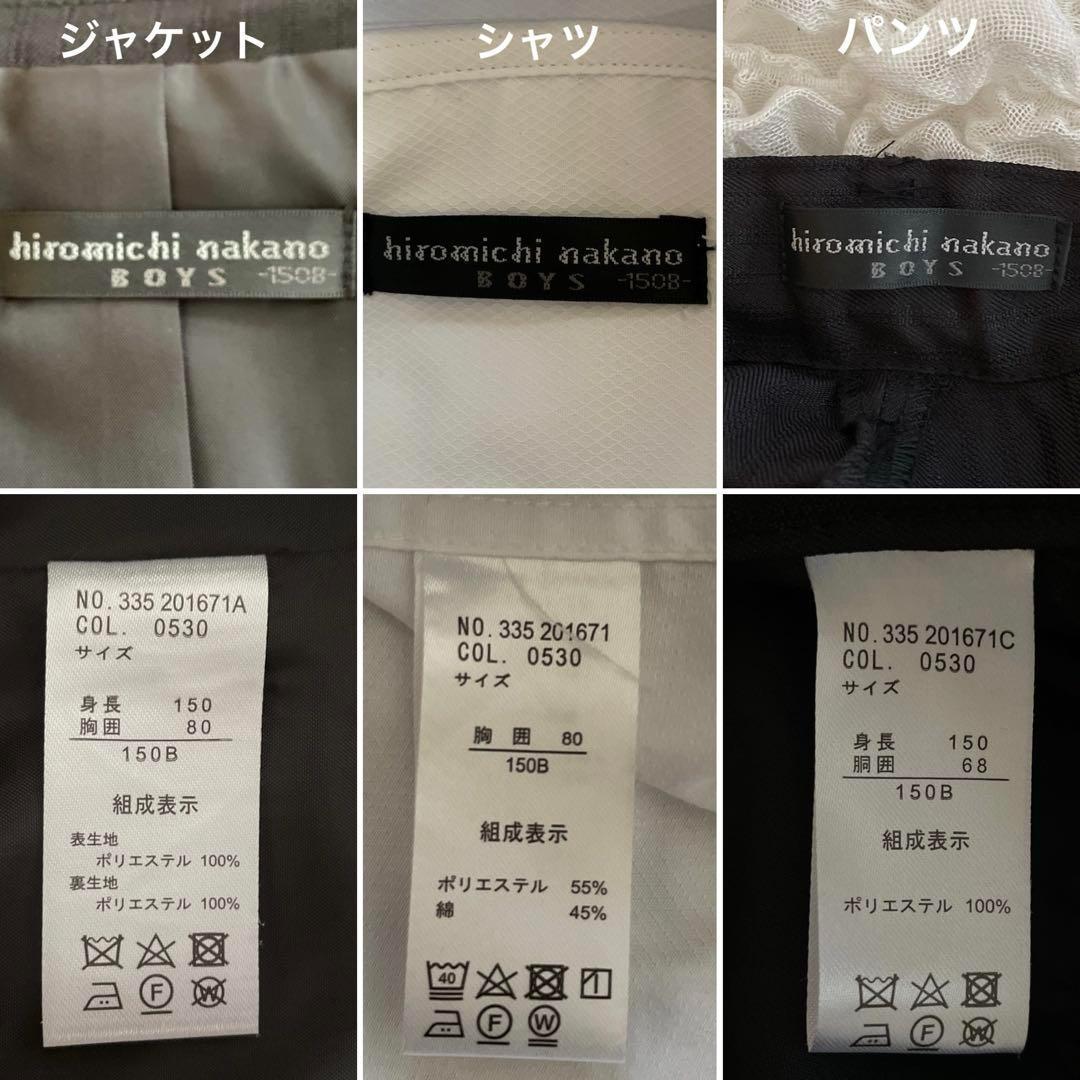 ジャケット
hiromichi nakano
BOYS -150B-
シャツ
hiromichi nakano
BOYS -150B-
パンツ
hiromichi nakano
BOYS -150B-
NO. 335 201671A
COL. 0530
サイズ
身長 150
胸囲 80
150B
組成表示
表生地
ポリエステル 100%
裏生地
ポリエステル 100%
F
W
NO. 335 201671
COL. 0530
サイズ
胸囲 80
150B
組成表示
ポリエステル 55%
綿 45%
40
F
W
NO. 335 201671C
COL. 0530
サイズ
身長 150
胴囲 68
150B
組成表示
ポリエステル 100%
F
W